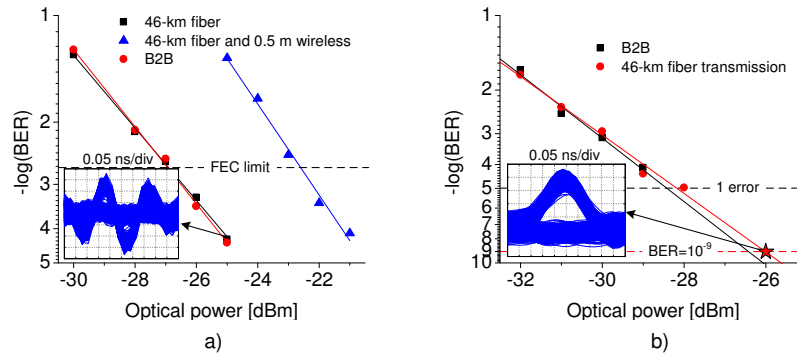 46-km fiber
46-km fiber and 0.5 m wireless
B2B
0.05 ns/div
FEC limit
1
2
3
4
5
-log(BER)
-30 -28 -26 -24 -22
Optical power [dBm]
a)
B2B
46-km fiber transmission
0.05 ns/div
1 error
BER=10⁻⁹
1
2
3
4
5
6
7
8
9
10
-log(BER)
-32 -30 -28 -26
Optical power [dBm]
b)